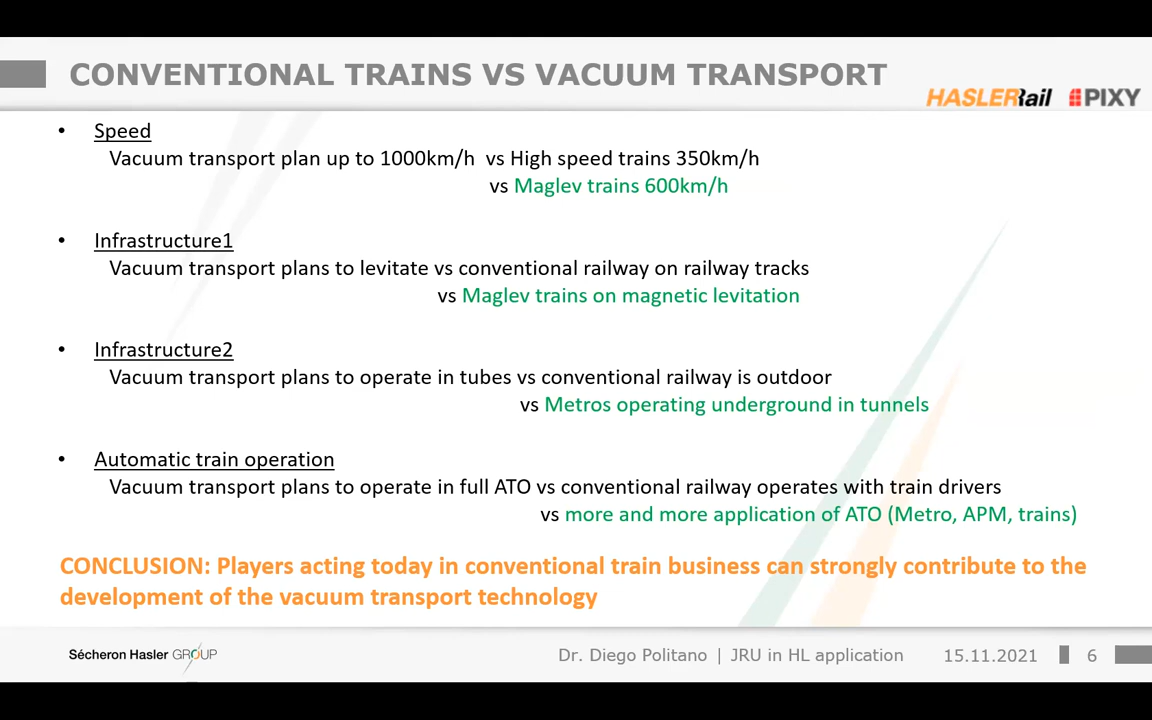 CONVENTIONAL TRAINS VS VACUUM TRANSPORT
HASLERRail PIXY
• Speed
Vacuum transport plan up to 1000km/h vs High speed trains 350km/h
vs Maglev trains 600km/h
• Infrastructure1
Vacuum transport plans to levitate vs conventional railway on railway tracks
vs Maglev trains on magnetic levitation
• Infrastructure2
Vacuum transport plans to operate in tubes vs conventional railway is outdoor
vs Metros operating underground in tunnels
• Automatic train operation
Vacuum transport plans to operate in full ATO vs conventional railway operates with train drivers
vs more and more application of ATO (Metro, APM, trains)
CONCLUSION: Players acting today in conventional train business can strongly contribute to the
development of the vacuum transport technology
Sécheron Hasler GROUP
Dr. Diego Politano | JRU in HL application 15.11.2021 6